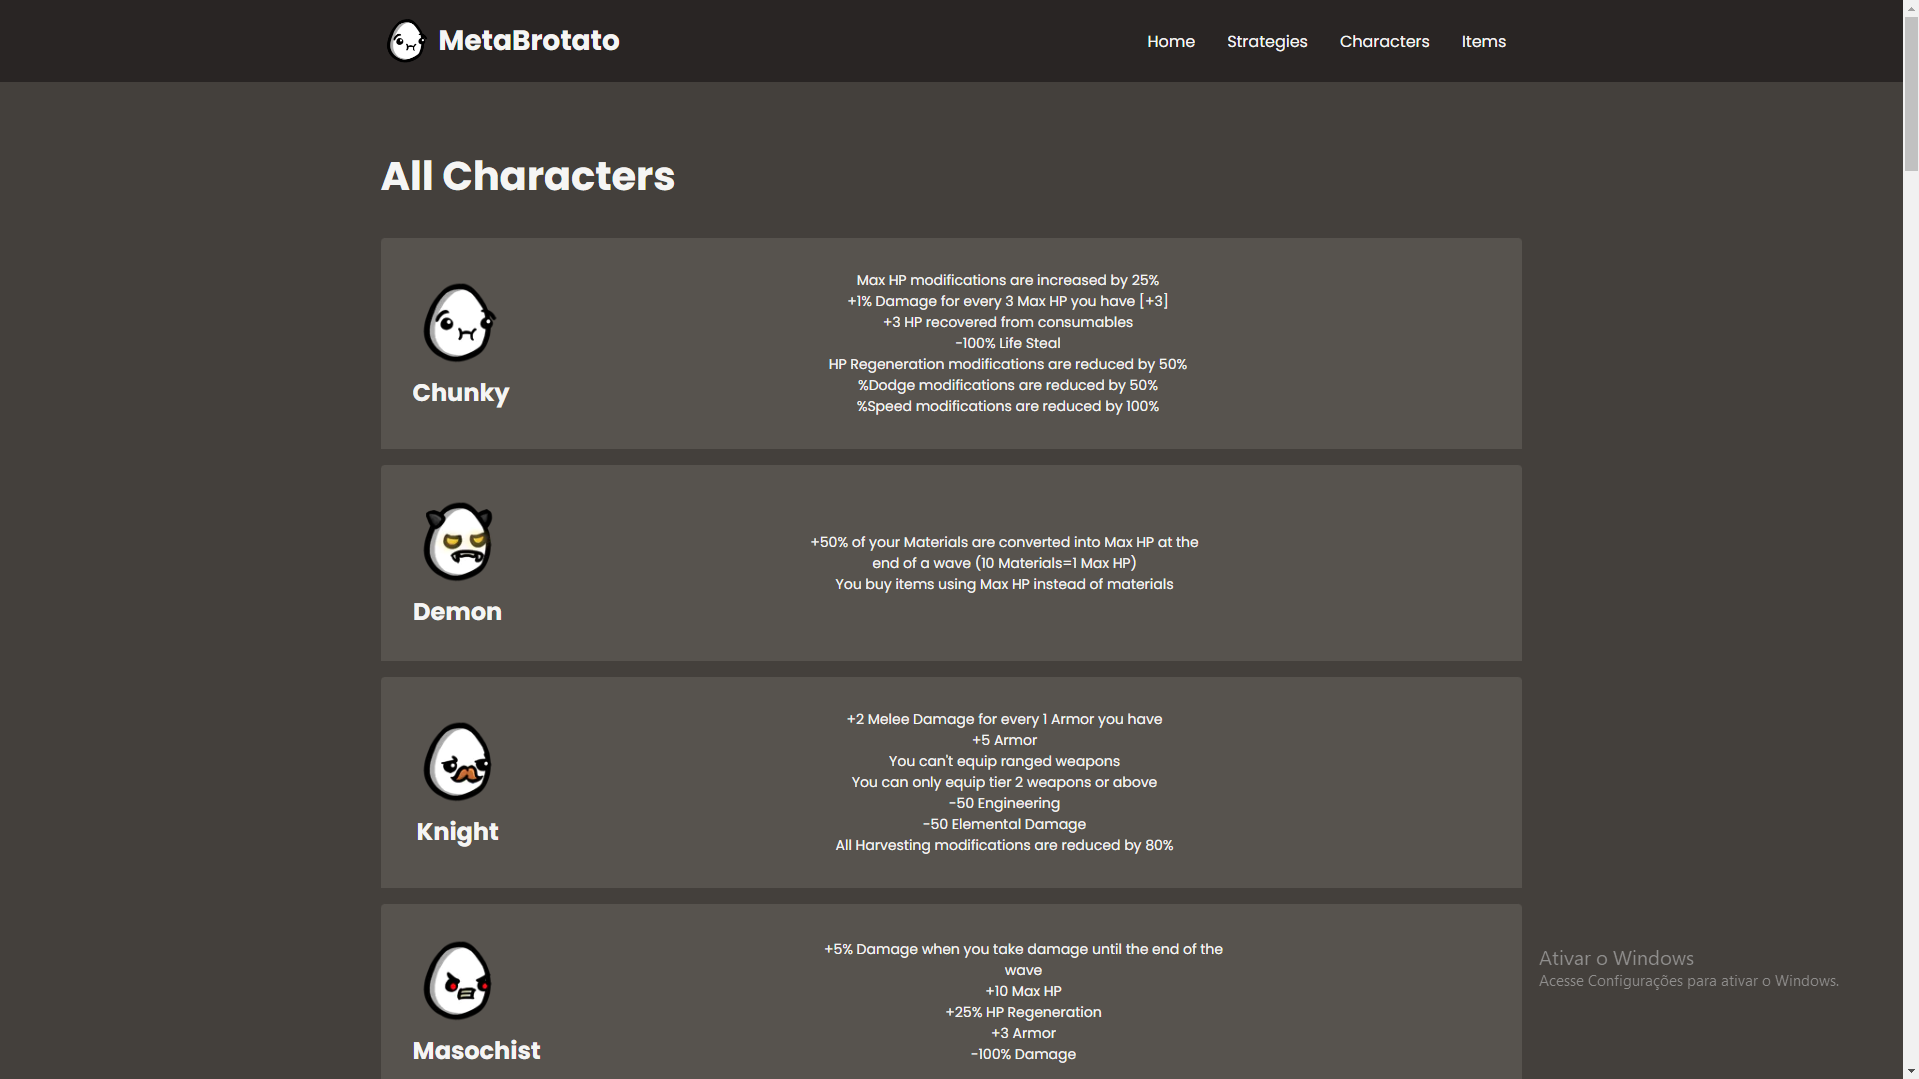 MetaBrotato
Home
Strategies
Characters
Items
All Characters
Chunky
Max HP modifications are increased by 25%
+1% Damage for every 3 Max HP you have [+3]
+3 HP recovered from consumables
-100% Life Steal
HP Regeneration modifications are reduced by 50%
%Dodge modifications are reduced by 50%
%Speed modifications are reduced by 100%
Demon
+50% of your Materials are converted into Max HP at the
end of a wave (10 Materials=1 Max HP)
You buy items using Max HP instead of materials
Knight
+2 Melee Damage for every 1 Armor you have
+5 Armor
You can't equip ranged weapons
You can only equip tier 2 weapons or above
-50 Engineering
-50 Elemental Damage
All Harvesting modifications are reduced by 80%
Masochist
+5% Damage when you take damage until the end of the
wave
+10 Max HP
+25% HP Regeneration
+3 Armor
-100% Damage
Ativar o Windows
Acesse Configurações para ativar o Windows.